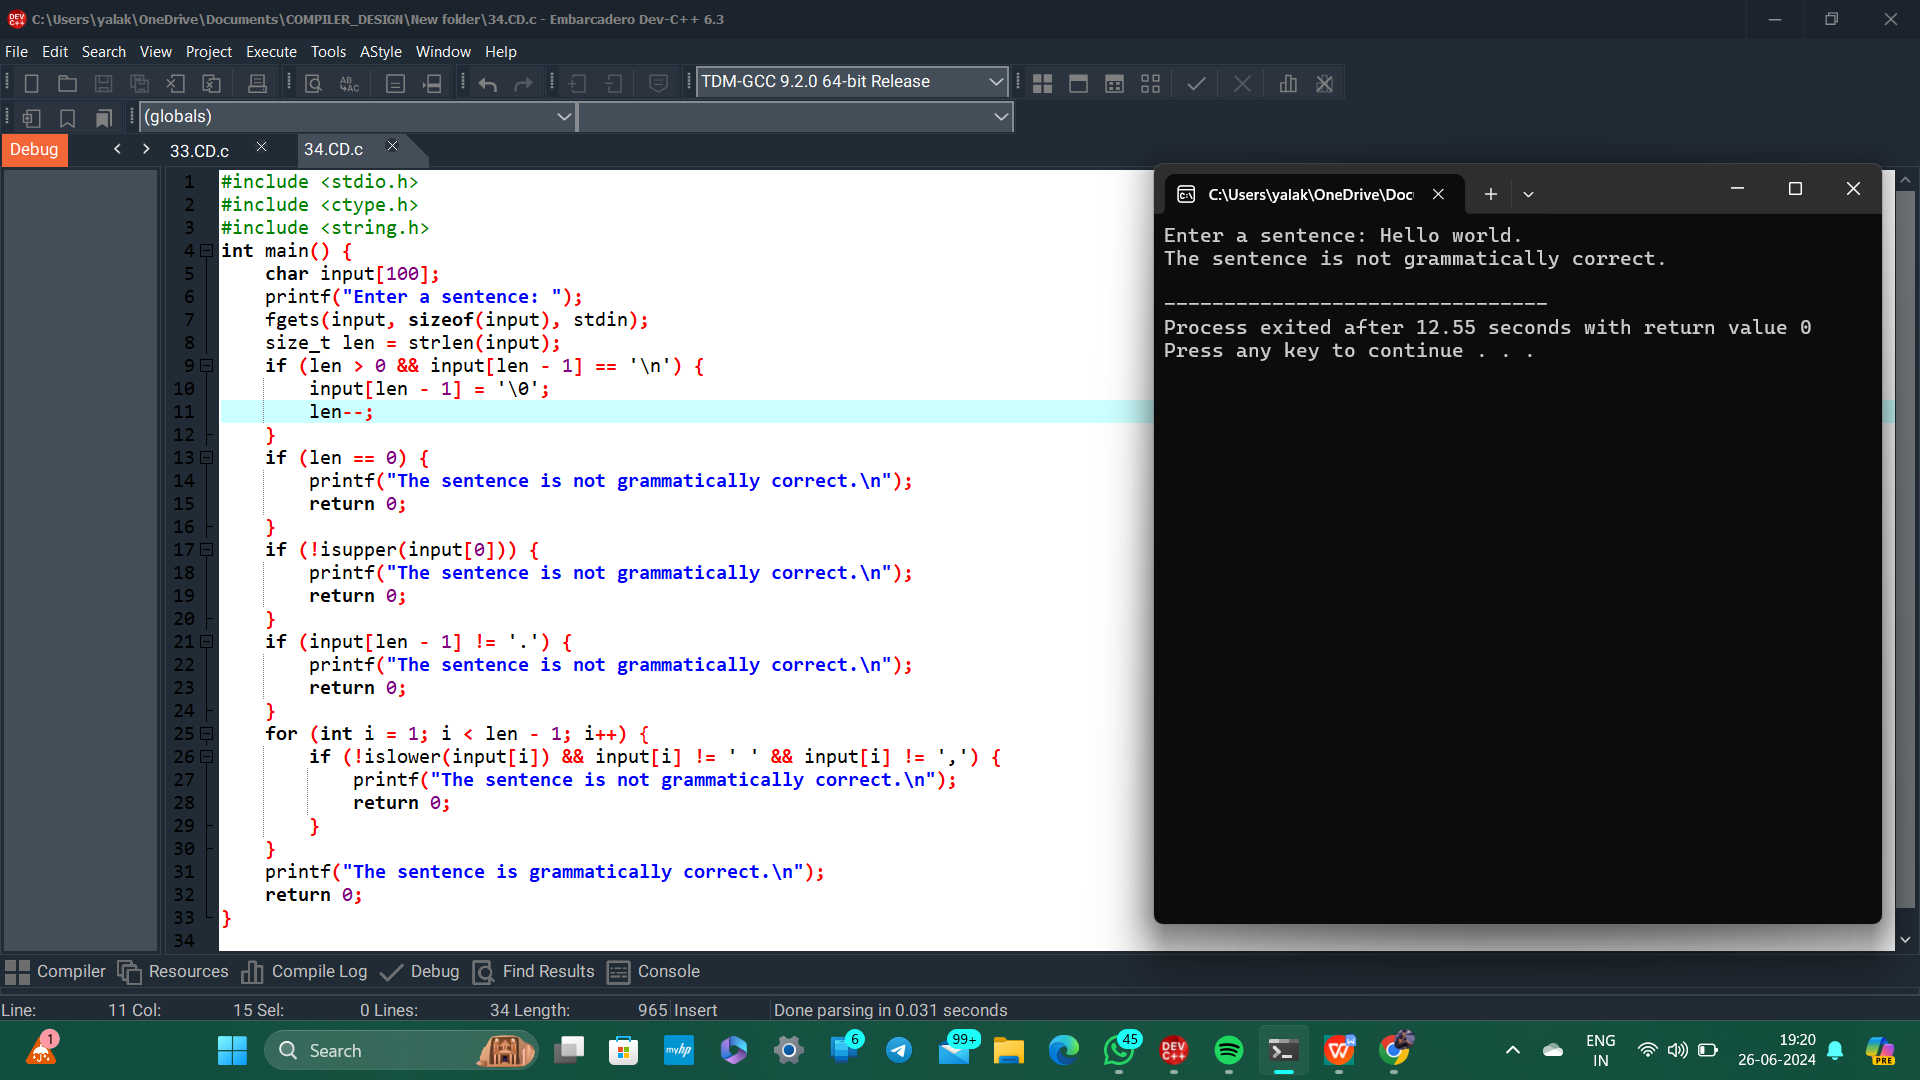 C:\Users\yalak\OneDrive\Documents\COMPILER_DESIGN\New folder\34.CD.c - Embarcadero Dev-C++ 6.3
File Edit Search View Project Execute Tools AStyle Window Help
TDM-GCC 9.2.0 64-bit Release
(globals)
Debug 33.CD.c 34.CD.c
1 #include <stdio.h>
2 #include <ctype.h>
3 #include <string.h>
4 int main() {
5 char input[100];
6 printf("Enter a sentence: ");
7 fgets(input, sizeof(input), stdin);
8 size_t len = strlen(input);
9 if (len > 0 && input[len - 1] == '\n') {
10 input[len - 1] = '\0';
11 len--;
12 }
13 if (len == 0) {
14 printf("The sentence is not grammatically correct.\n");
15 return 0;
16 }
17 if (!isupper(input[0])) {
18 printf("The sentence is not grammatically correct.\n");
19 return 0;
20 }
21 if (input[len - 1] != '.') {
22 printf("The sentence is not grammatically correct.\n");
23 return 0;
24 }
25 for (int i = 1; i < len - 1; i++) {
26 if (!islower(input[i]) && input[i] != ' ' && input[i] != ',') {
27 printf("The sentence is not grammatically correct.\n");
28 return 0;
29 }
30 }
31 printf("The sentence is grammatically correct.\n");
32 return 0;
33 }
34
C:\Users\yalak\OneDrive\Doc
Enter a sentence: Hello world.
The sentence is not grammatically correct.
--------------------------------
Process exited after 12.55 seconds with return value 0
Press any key to continue . . .
Compiler Resources Compile Log Debug Find Results Console
Line: 11 Col: 15 Sel: 0 Lines: 34 Length: 965 Insert Done parsing in 0.031 seconds
1 Search myhp 6 99+ 45 DEV C++ ENG IN 19:20 26-06-2024 PRE